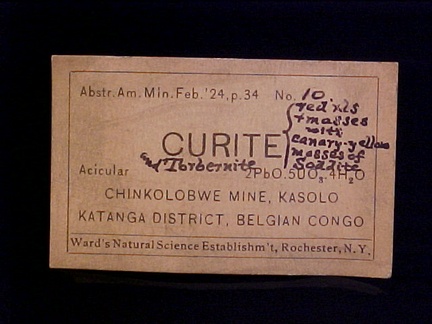 Abstr. Am. Min. Feb. '24, p. 34 No. 10
red xls
+ masses
with
canary-yellow
masses of
Soddite
CURITE
and Torbernite
Acicular 2PbO.5UO₃.4H₂O
CHINKOLOBWE MINE, KASOLO
KATANGA DISTRICT, BELGIAN CONGO
Ward's Natural Science Establishm't, Rochester, N.Y.